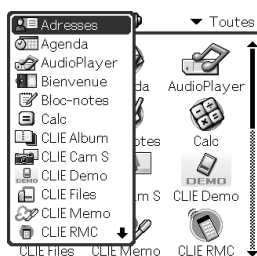 ▼ Toutes
Adresses
Agenda
AudioPlayer
Bienvenue
Bloc-notes
Calc
CLIE Album
CLIE Cam S
DEMO
CLIE Demo
CLIE Files
CLIE Memo
CLIE RMC
da
AudioPlayer
otes
Calc
DEMO
m S
CLIE Demo
CLIE Files
CLIE Memo
CLIE RMC